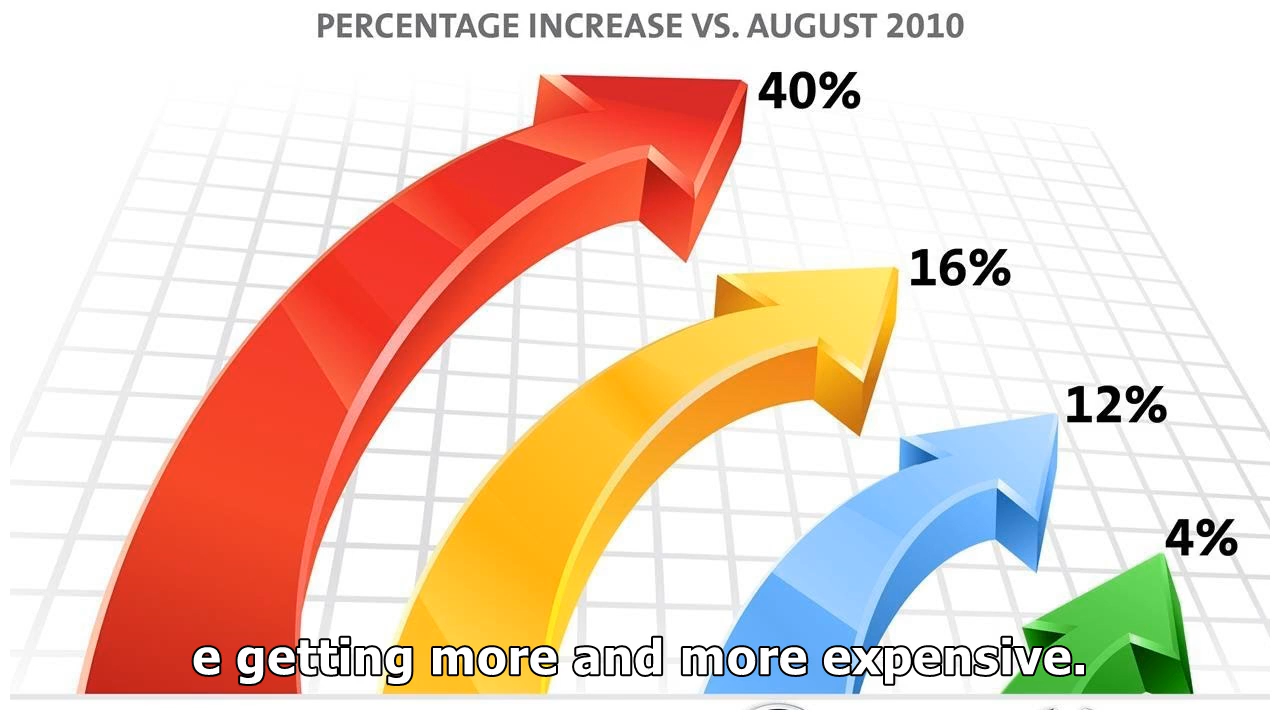 PERCENTAGE INCREASE VS. AUGUST 2010
40%
16%
12%
4%
e getting more and more expensive.